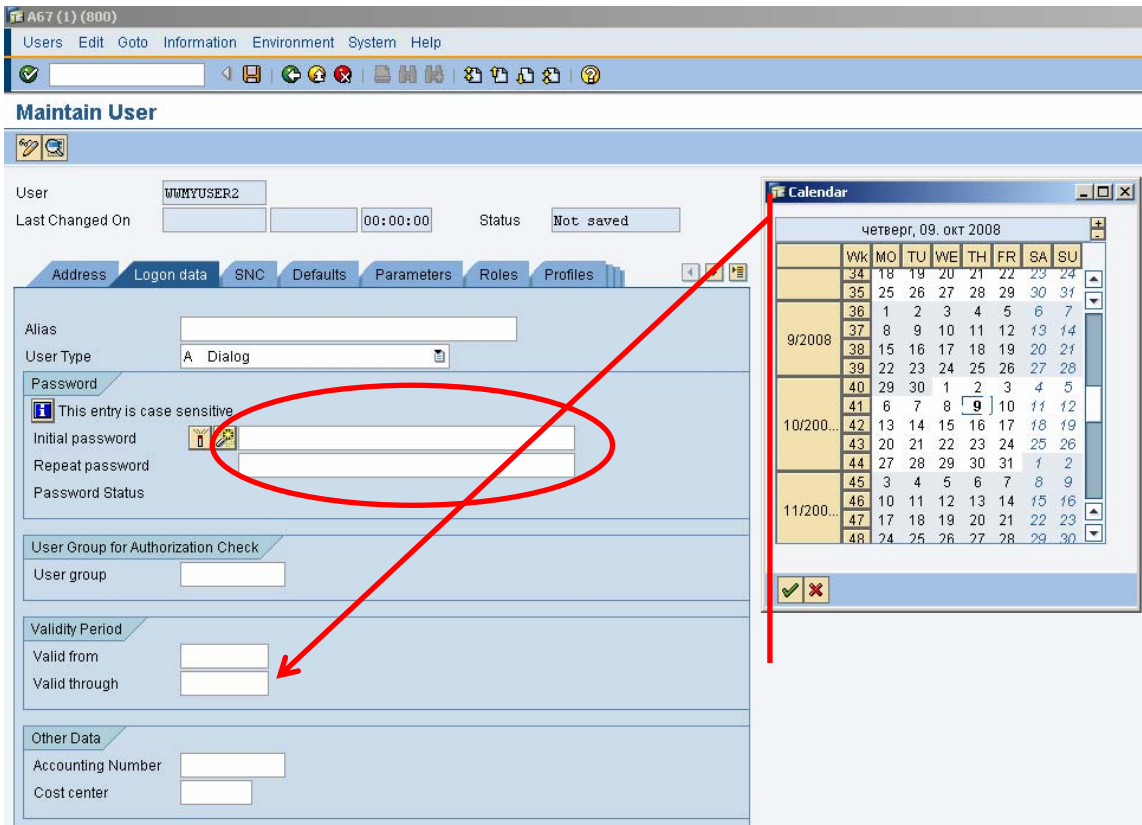 A67 (1) (800)
Users Edit Goto Information Environment System Help
Maintain User
User WWMYUSER2
Last Changed On 00:00:00 Status Not saved
Address Logon data SNC Defaults Parameters Roles Profiles
Alias
User Type A Dialog
Password
This entry is case sensitive
Initial password
Repeat password
Password Status
User Group for Authorization Check
User group
Validity Period
Valid from
Valid through
Other Data
Accounting Number
Cost center
Calendar
четверг, 09. окт 2008
Wk MO TU WE TH FR SA SU
34 18 19 20 21 22 23 24
35 25 26 27 28 29 30 31
9/2008
36 1 2 3 4 5 6 7
37 8 9 10 11 12 13 14
38 15 16 17 18 19 20 21
39 22 23 24 25 26 27 28
10/200...
40 29 30 1 2 3 4 5
41 6 7 8 9 10 11 12
42 13 14 15 16 17 18 19
43 20 21 22 23 24 25 26
44 27 28 29 30 31 1 2
11/200...
45 3 4 5 6 7 8 9
46 10 11 12 13 14 15 16
47 17 18 19 20 21 22 23
48 24 25 26 27 28 29 30